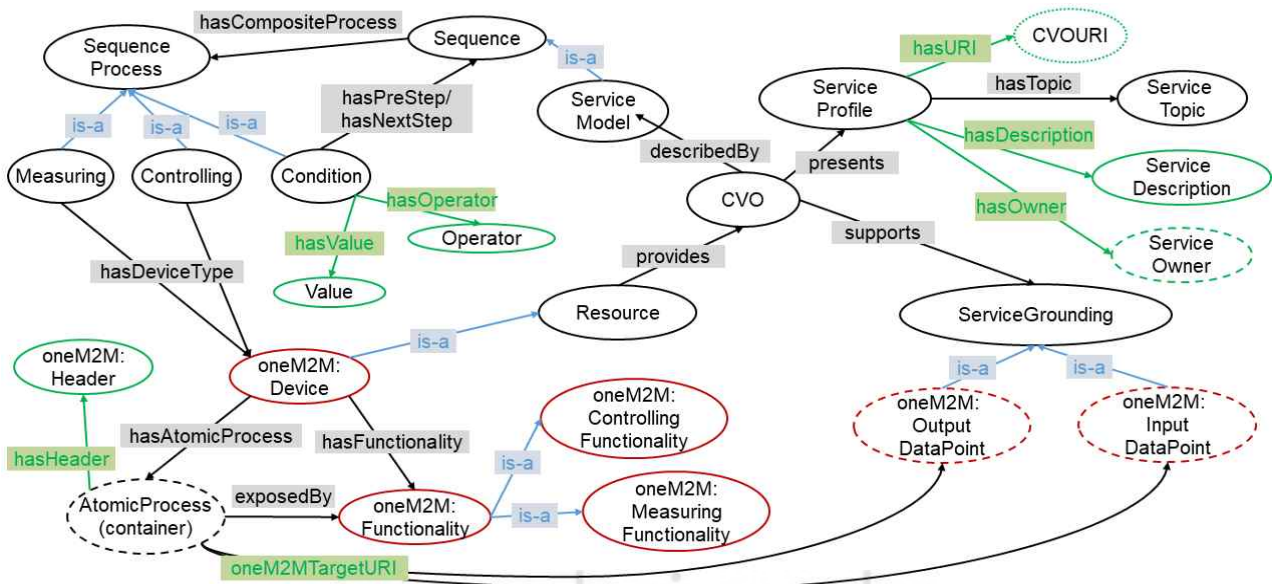 hasCompositeProcess
Sequence
Process
Sequence
is-a
hasURI
CVOURI
Service
Profile
hasTopic
Service
Topic
hasPreStep/
hasNextStep
Service
Model
is-a
is-a
is-a
describedBy
hasDescription
presents
Measuring
Controlling
Condition
Service
Description
hasOperator
CVO
hasOwner
Operator
supports
Service
Owner
hasValue
provides
hasDeviceType
Value
Resource
ServiceGrounding
is-a
oneM2M:
Header
oneM2M:
Device
is-a
is-a
oneM2M:
Controlling
Functionality
oneM2M:
Output
DataPoint
oneM2M:
Input
DataPoint
hasAtomicProcess
hasFunctionality
hasHeader
is-a
AtomicProcess
(container)
exposedBy
oneM2M:
Functionality
is-a
oneM2M:
Measuring
Functionality
oneM2MTargetURI